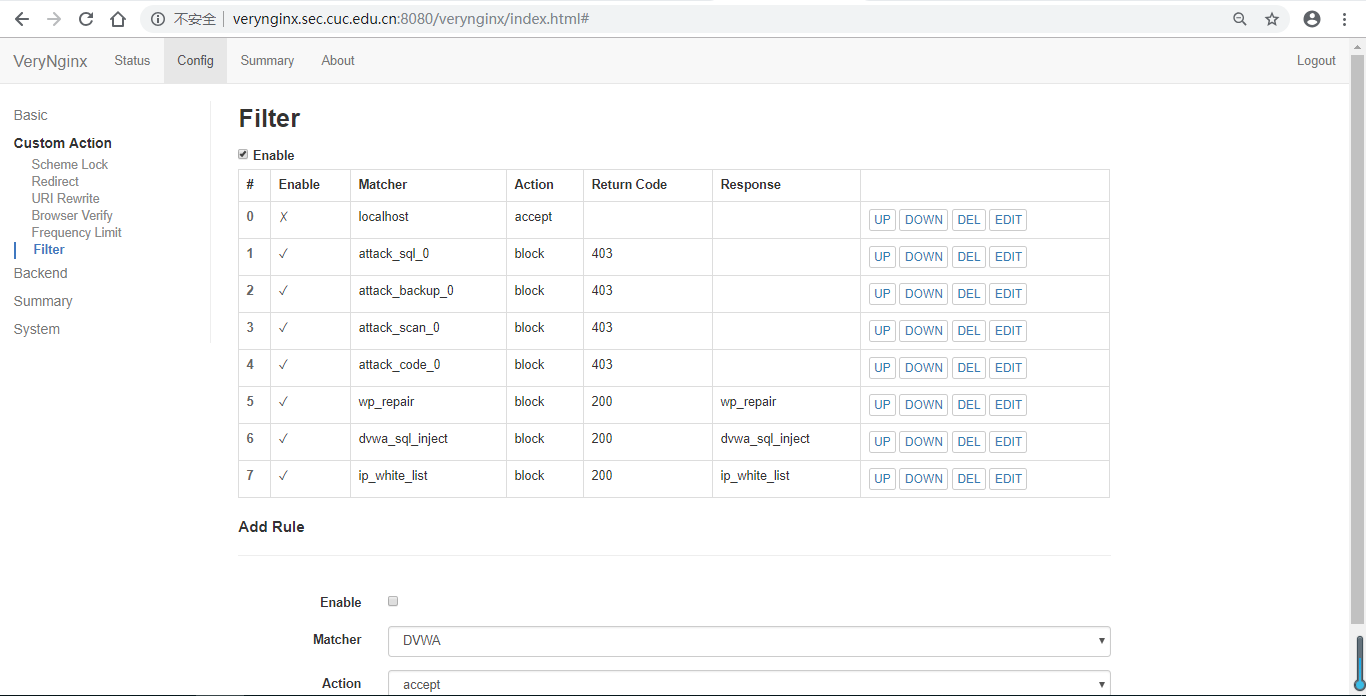 不安全 verynginx.sec.cuc.edu.cn:8080/verynginx/index.html#
VeryNginx Status Config Summary About Logout
Basic
Custom Action
Scheme Lock
Redirect
URI Rewrite
Browser Verify
Frequency Limit
Filter
Backend
Summary
System
Filter
Enable
# Enable Matcher Action Return Code Response
0 ✗ localhost accept UP DOWN DEL EDIT
1 ✓ attack_sql_0 block 403 UP DOWN DEL EDIT
2 ✓ attack_backup_0 block 403 UP DOWN DEL EDIT
3 ✓ attack_scan_0 block 403 UP DOWN DEL EDIT
4 ✓ attack_code_0 block 403 UP DOWN DEL EDIT
5 ✓ wp_repair block 200 wp_repair UP DOWN DEL EDIT
6 ✓ dvwa_sql_inject block 200 dvwa_sql_inject UP DOWN DEL EDIT
7 ✓ ip_white_list block 200 ip_white_list UP DOWN DEL EDIT
Add Rule
Enable
Matcher DVWA
Action accept